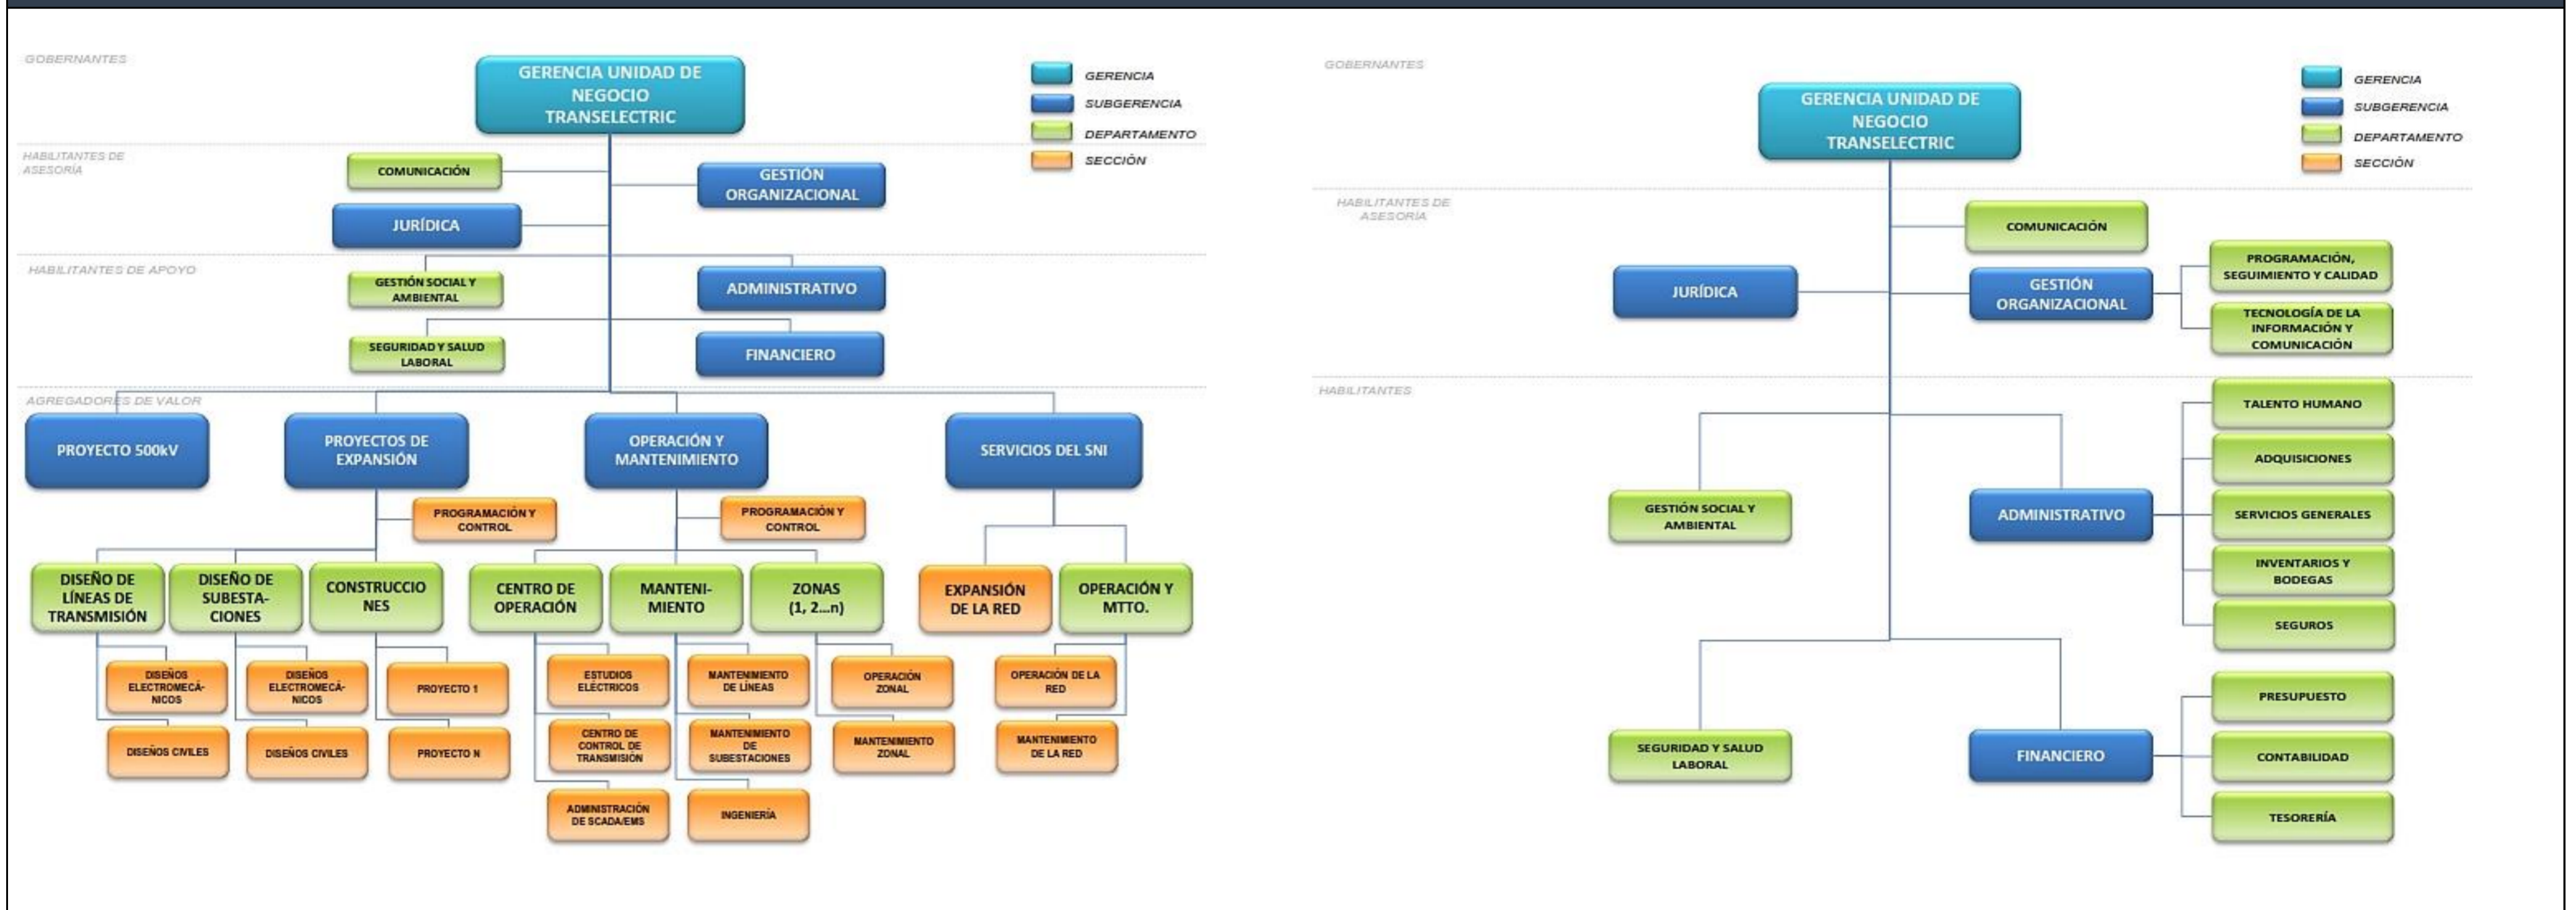 GOBERNANTES
GERENCIA UNIDAD DE
NEGOCIO
TRANSELECTRIC
GERENCIA
SUBGERENCIA
DEPARTAMENTO
SECCIÓN
HABILITANTES DE
ASESORÍA
COMUNICACIÓN
GESTIÓN
ORGANIZACIONAL
JURÍDICA
HABILITANTES DE APOYO
GESTIÓN SOCIAL Y
AMBIENTAL
ADMINISTRATIVO
SEGURIDAD Y SALUD
LABORAL
FINANCIERO
AGREGADORES DE VALOR
PROYECTO 500kV
PROYECTOS DE
EXPANSIÓN
OPERACIÓN Y
MANTENIMIENTO
SERVICIOS DEL SNI
PROGRAMACIÓN Y
CONTROL
PROGRAMACIÓN Y
CONTROL
DISEÑO DE
LÍNEAS DE
TRANSMISIÓN
DISEÑO DE
SUBESTA-
CIONES
CONSTRUCCIO
NES
CENTRO DE
OPERACIÓN
MANTENI-
MIENTO
ZONAS
(1, 2...n)
EXPANSIÓN
DE LA RED
OPERACIÓN Y
MTTO.
DISEÑOS
ELECTROMECÁ-
NICOS
DISEÑOS
ELECTROMECÁ-
NICOS
PROYECTO 1
ESTUDIOS
ELÉCTRICOS
MANTENIMIENTO
DE LÍNEAS
OPERACIÓN
ZONAL
OPERACIÓN DE LA
RED
DISEÑOS CIVILES
DISEÑOS CIVILES
PROYECTO N
CENTRO DE
CONTROL DE
TRANSMISIÓN
MANTENIMIENTO
DE
SUBESTACIONES
MANTENIMIENTO
ZONAL
MANTENIMIENTO
DE LA RED
ADMINISTRACIÓN
DE SCADA/EMS
INGENIERÍA
GOBERNANTES
GERENCIA UNIDAD DE
NEGOCIO
TRANSELECTRIC
GERENCIA
SUBGERENCIA
DEPARTAMENTO
SECCIÓN
HABILITANTES DE
ASESORÍA
COMUNICACIÓN
JURÍDICA
GESTIÓN
ORGANIZACIONAL
PROGRAMACIÓN,
SEGUIMIENTO Y CALIDAD
TECNOLOGÍA DE LA
INFORMACIÓN Y
COMUNICACIÓN
HABILITANTES
GESTIÓN SOCIAL Y
AMBIENTAL
ADMINISTRATIVO
TALENTO HUMANO
ADQUISICIONES
SERVICIOS GENERALES
INVENTARIOS Y
BODEGAS
SEGUROS
SEGURIDAD Y SALUD
LABORAL
FINANCIERO
PRESUPUESTO
CONTABILIDAD
TESORERÍA